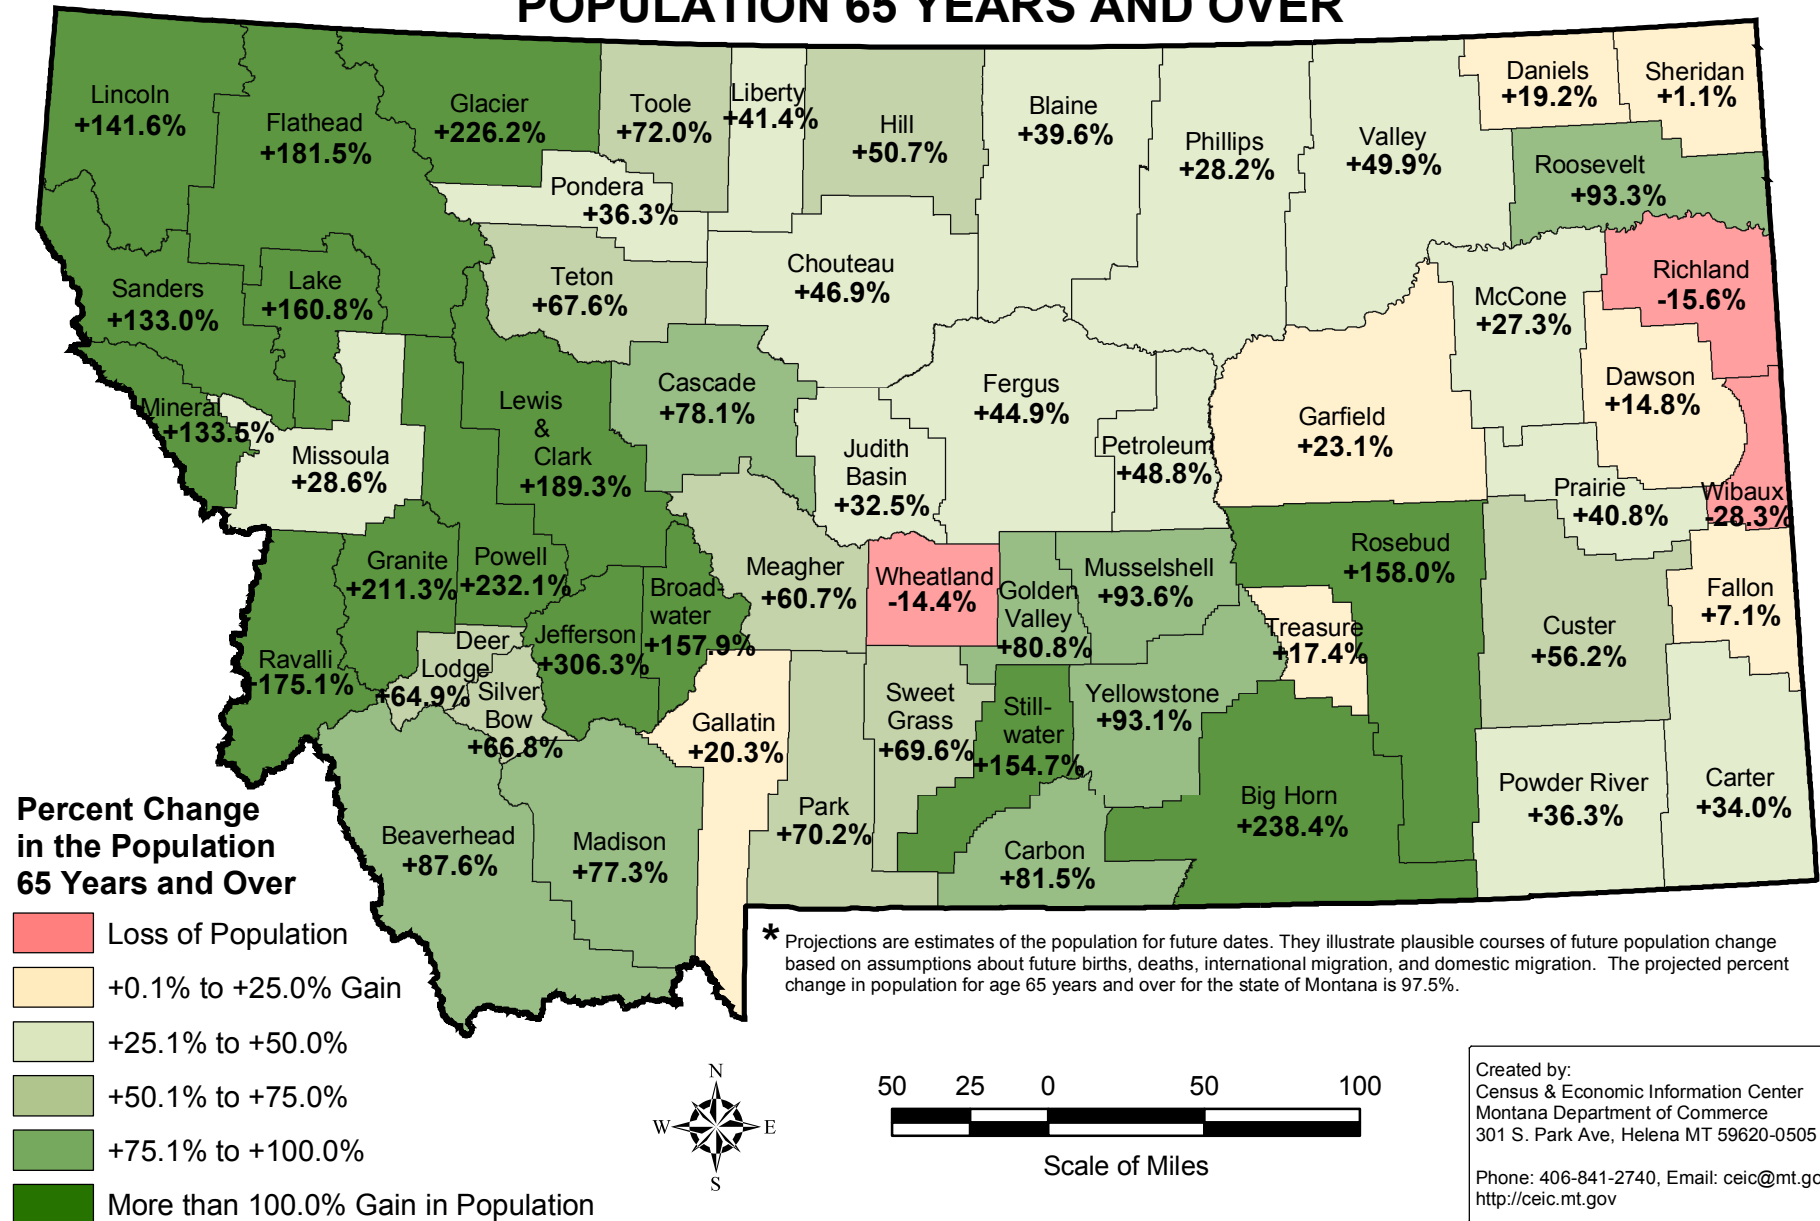 POPULATION 65 YEARS AND OVER
Lincoln
+141.6%
Flathead
+181.5%
Glacier
+226.2%
Toole
+72.0%
Liberty
+41.4%
Hill
+50.7%
Blaine
+39.6%
Phillips
+28.2%
Valley
+49.9%
Daniels
+19.2%
Sheridan
+1.1%
Roosevelt
+93.3%
Pondera
+36.3%
Teton
+67.6%
Chouteau
+46.9%
Sanders
+133.0%
Lake
+160.8%
McCone
+27.3%
Richland
-15.6%
Dawson
+14.8%
Mineral
+133.5%
Missoula
+28.6%
Lewis
&
Clark
+189.3%
Cascade
+78.1%
Judith
Basin
+32.5%
Fergus
+44.9%
Petroleum
+48.8%
Garfield
+23.1%
Prairie
+40.8%
Wibaux
-28.3%
Granite
+211.3%
Powell
+232.1%
Broad-
water
+157.9%
Meagher
+60.7%
Wheatland
-14.4%
Golden
Valley
+80.8%
Musselshell
+93.6%
Rosebud
+158.0%
Treasure
+17.4%
Custer
+56.2%
Fallon
+7.1%
Ravalli
+175.1%
Deer
Lodge
+64.9%
Silver
Bow
+66.8%
Jefferson
+306.3%
Gallatin
+20.3%
Sweet
Grass
+69.6%
Still-
water
+154.7%
Yellowstone
+93.1%
Beaverhead
+87.6%
Madison
+77.3%
Park
+70.2%
Carbon
+81.5%
Big Horn
+238.4%
Powder River
+36.3%
Carter
+34.0%
Percent Change
in the Population
65 Years and Over
Loss of Population
+0.1% to +25.0% Gain
+25.1% to +50.0%
+50.1% to +75.0%
+75.1% to +100.0%
More than 100.0% Gain in Population
* Projections are estimates of the population for future dates. They illustrate plausible courses of future population change
based on assumptions about future births, deaths, international migration, and domestic migration. The projected percent
change in population for age 65 years and over for the state of Montana is 97.5%.
N
W E
S
50 25 0 50 100
Scale of Miles
Created by:
Census & Economic Information Center
Montana Department of Commerce
301 S. Park Ave, Helena MT 59620-0505
Phone: 406-841-2740, Email: ceic@mt.go
http://ceic.mt.gov